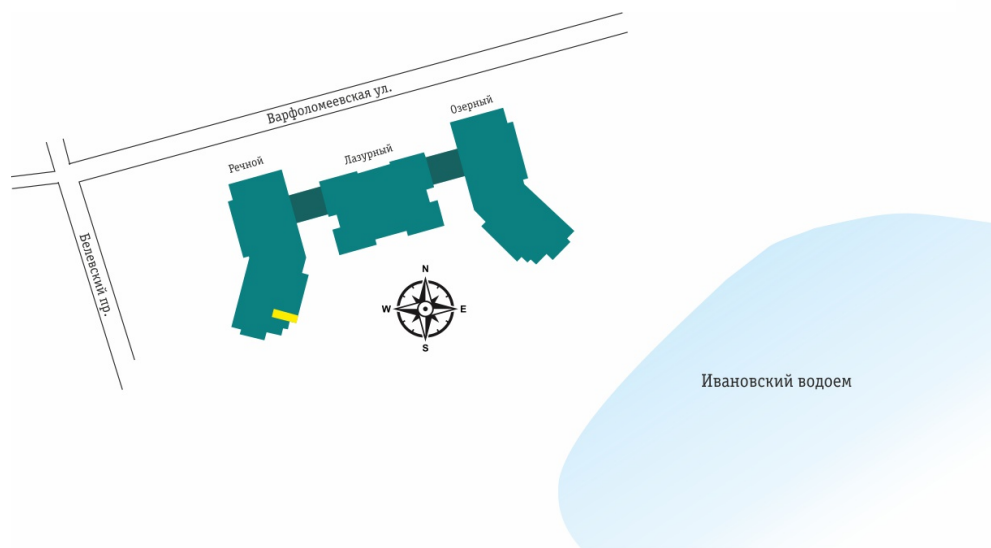 Варфоломеевская ул.
Озерный
Лазурный
Речной
Белевский пр.
N
W
E
S
Ивановский водоем